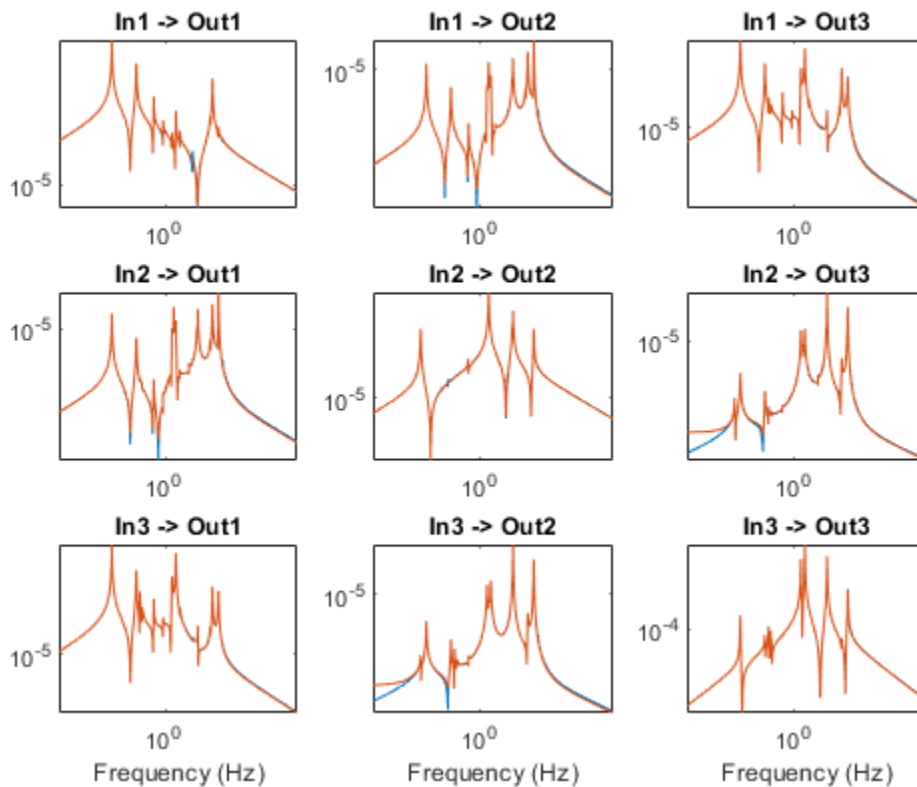 In1 -> Out1 In1 -> Out2 In1 -> Out3
10^-5 10^-5 10^-5
10^0 10^0 10^0
In2 -> Out1 In2 -> Out2 In2 -> Out3
10^-5 10^-5 10^-5
10^0 10^0 10^0
In3 -> Out1 In3 -> Out2 In3 -> Out3
10^-5 10^-5 10^-4
10^0 10^0 10^0
Frequency (Hz) Frequency (Hz) Frequency (Hz)